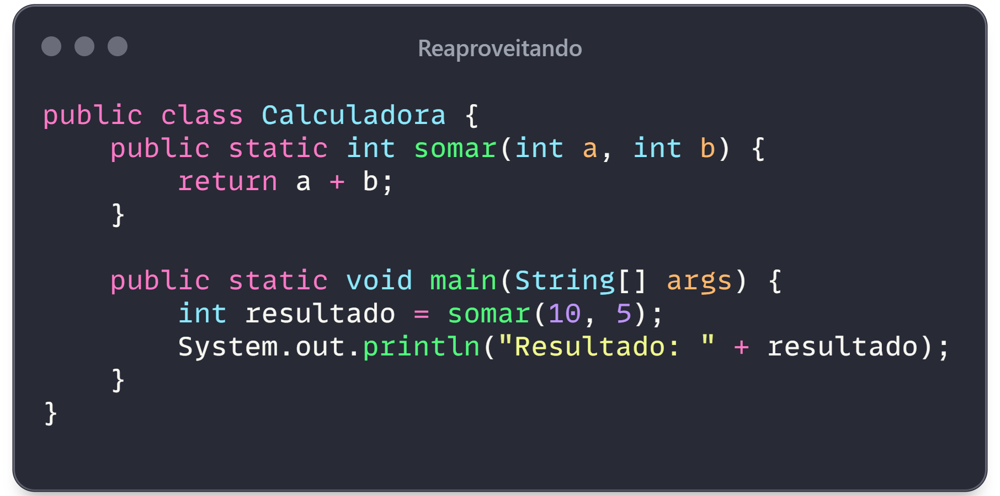 Reaproveitando
public class Calculadora {
    public static int somar(int a, int b) {
        return a + b;
    }
    public static void main(String[] args) {
        int resultado = somar(10, 5);
        System.out.println("Resultado: " + resultado);
    }
}